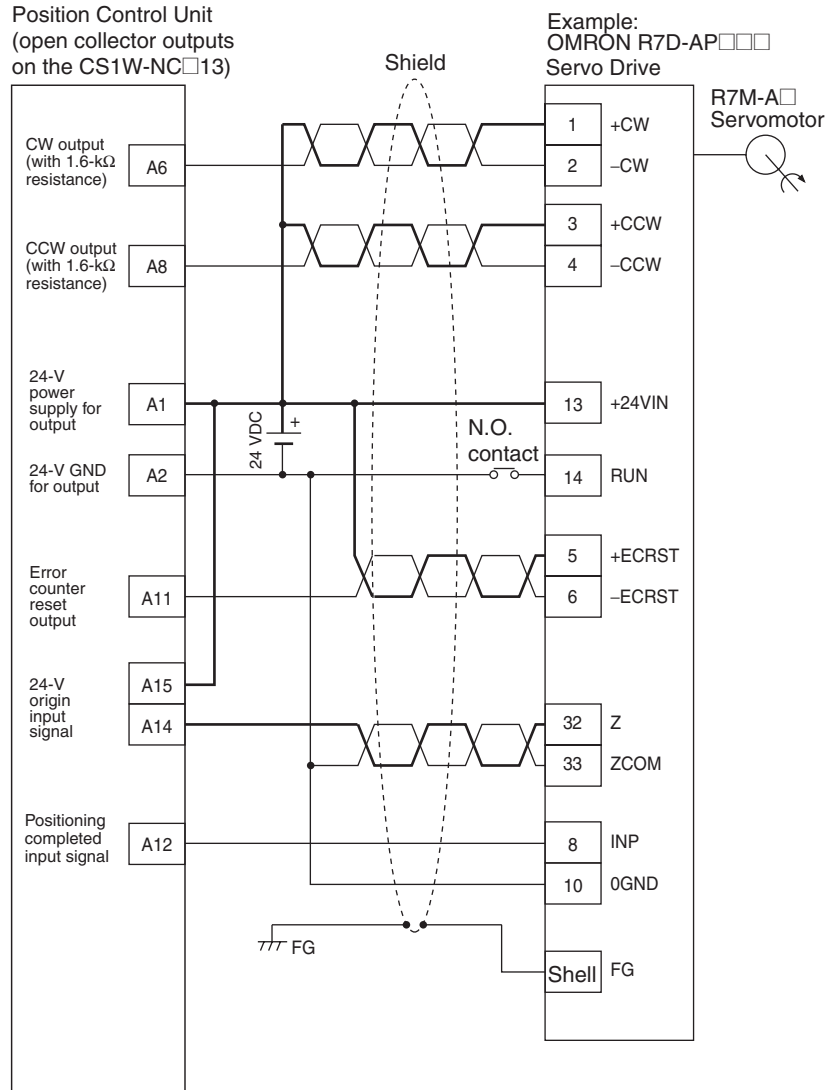 Position Control Unit
(open collector outputs
on the CS1W-NC□13)
Shield
Example:
OMRON R7D-AP□□□
Servo Drive
R7M-A□
Servomotor
CW output
(with 1.6-kΩ
resistance)
A6
1 +CW
2 −CW
CCW output
(with 1.6-kΩ
resistance)
A8
3 +CCW
4 −CCW
24-V
power
supply for
output
A1
24 VDC
+
13 +24VIN
24-V GND
for output
A2
N.O.
contact
14 RUN
Error
counter
reset
output
A11
5 +ECRST
6 −ECRST
24-V
origin
input
signal
A15
A14
32 Z
33 ZCOM
Positioning
completed
input signal
A12
8 INP
10 0GND
FG
Shell FG